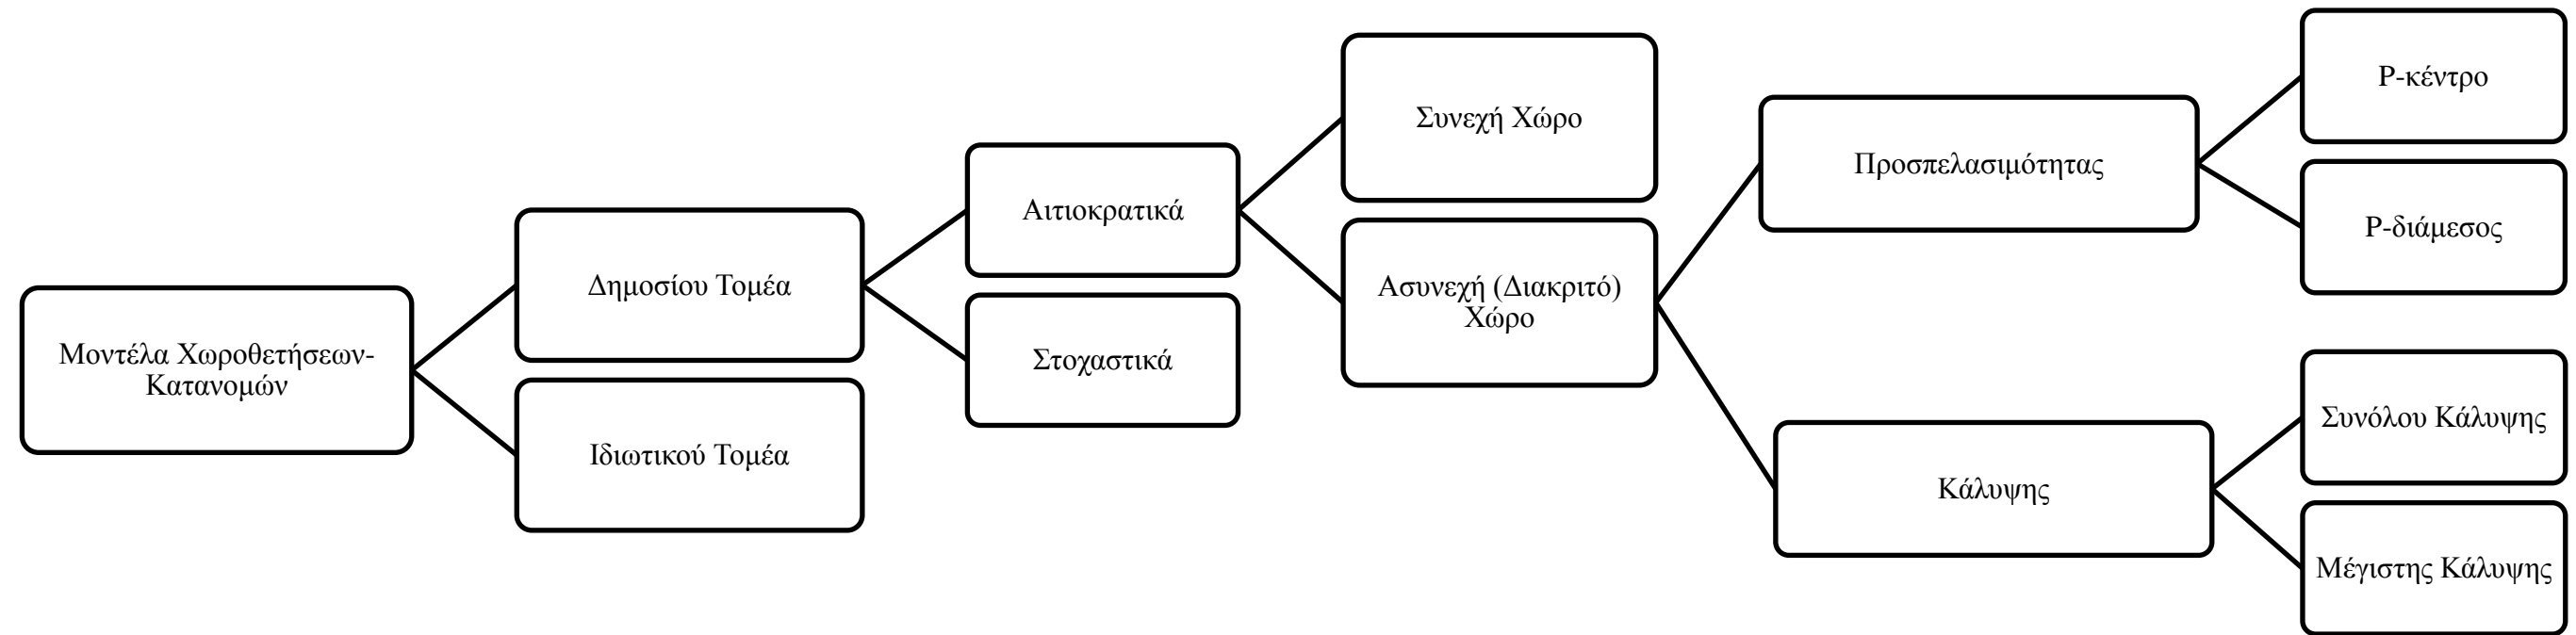 Μοντέλα Χωροθετήσεων-
Κατανομών
Δημοσίου Τομέα
Ιδιωτικού Τομέα
Αιτιοκρατικά
Στοχαστικά
Συνεχή Χώρο
Ασυνεχή (Διακριτό)
Χώρο
Προσπελασιμότητας
Κάλυψης
P-κέντρο
P-διάμεσος
Συνόλου Κάλυψης
Μέγιστης Κάλυψης